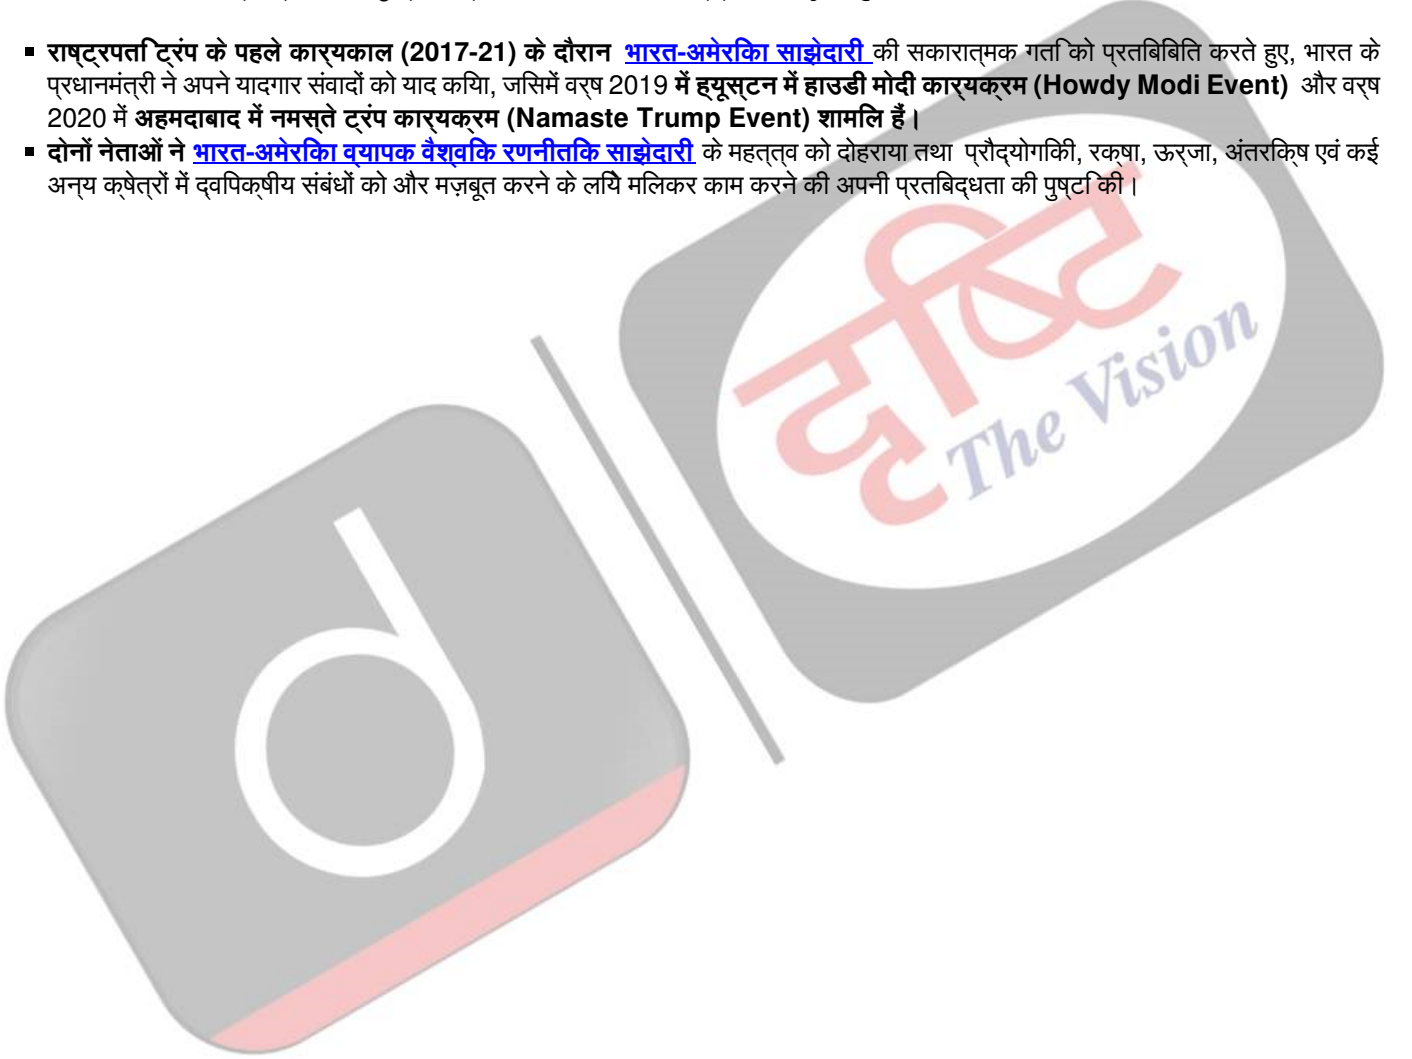 राष्ट्रपति ट्रंप के पहले कार्यकाल (2017-21) के दौरान भारत-अमेरिका साझेदारी की सकारात्मक गति को प्रतिबिंबिति करते हुए, भारत के
प्रधानमंत्री ने अपने यादगार संवादों को याद किया, जिसमें वर्ष 2019 में ह्यूस्टन में हाउडी मोदी कार्यक्रम (Howdy Modi Event) और वर्ष
2020 में अहमदाबाद में नमस्ते ट्रंप कार्यक्रम (Namaste Trump Event) शामिल हैं।
दोनों नेताओं ने भारत-अमेरिका व्यापक वैश्विक रणनीतिक साझेदारी के महत्त्व को दोहराया तथा प्रौद्योगिकी, रक्षा, ऊर्जा, अंतरिक्ष एवं कई
अन्य क्षेत्रों में द्विपक्षीय संबंधों को और मज़बूत करने के लिये मिलकर काम करने की अपनी प्रतिबद्धता की पुष्टि की।
दृष्टि
The Vision
d